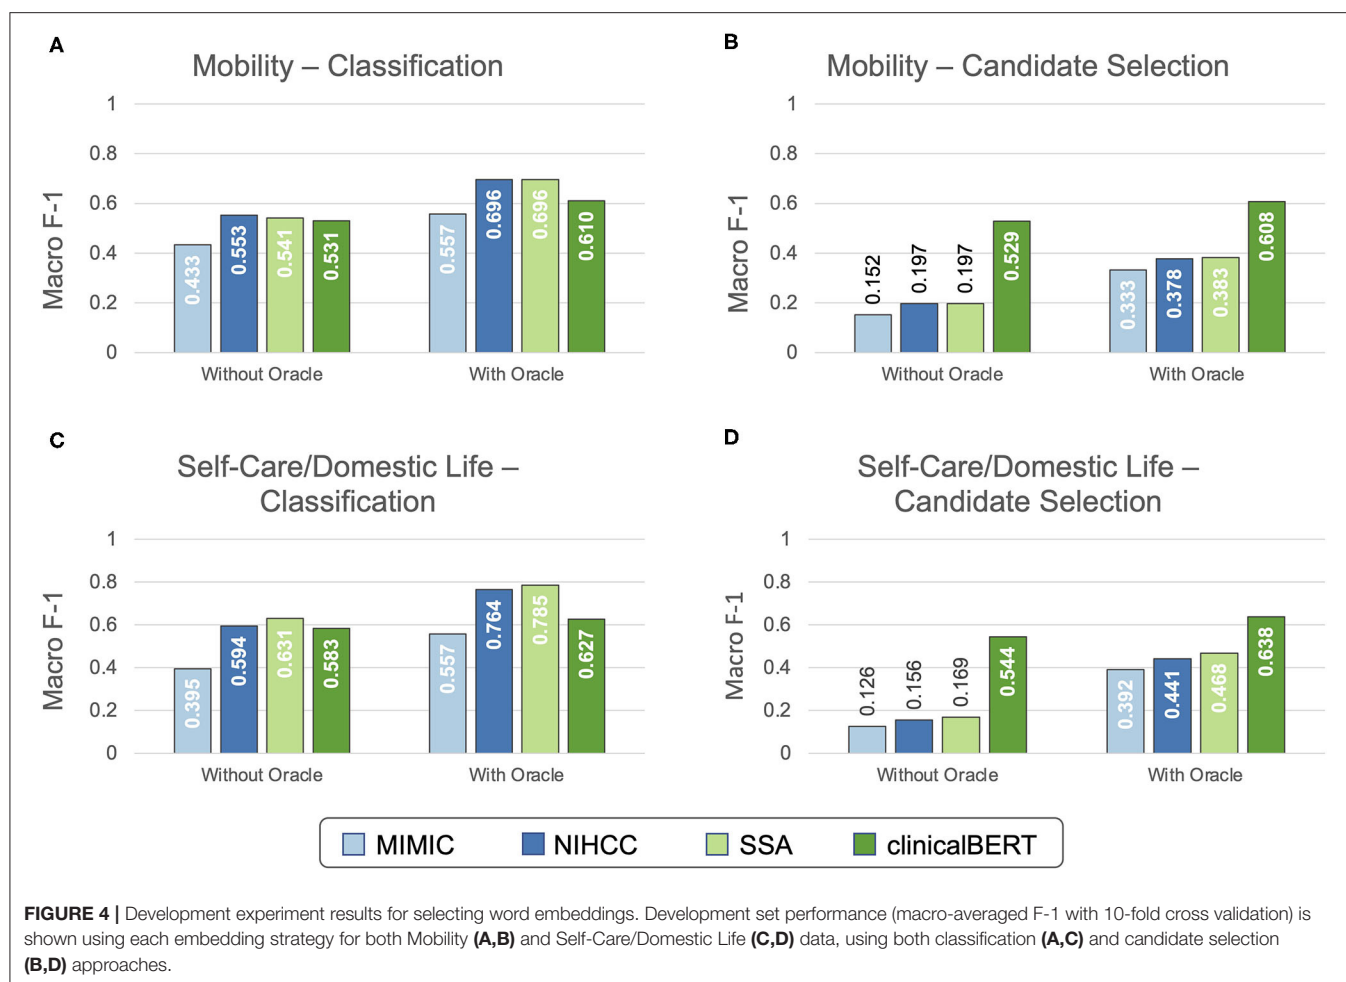 A
Mobility – Classification
Macro F-1
1
0.8
0.6
0.4
0.2
0
0.433
0.553
0.541
0.531
0.557
0.696
0.696
0.610
Without Oracle
With Oracle
B
Mobility – Candidate Selection
Macro F-1
1
0.8
0.6
0.4
0.2
0
0.152
0.197
0.197
0.529
0.333
0.378
0.383
0.608
Without Oracle
With Oracle
C
Self-Care/Domestic Life –
Classification
Macro F-1
1
0.8
0.6
0.4
0.2
0
0.395
0.594
0.631
0.583
0.557
0.764
0.785
0.627
Without Oracle
With Oracle
D
Self-Care/Domestic Life –
Candidate Selection
Macro F-1
1
0.8
0.6
0.4
0.2
0
0.126
0.156
0.169
0.544
0.392
0.441
0.468
0.638
Without Oracle
With Oracle
MIMIC
NIHCC
SSA
clinicalBERT
FIGURE 4 | Development experiment results for selecting word embeddings. Development set performance (macro-averaged F-1 with 10-fold cross validation) is
shown using each embedding strategy for both Mobility (A,B) and Self-Care/Domestic Life (C,D) data, using both classification (A,C) and candidate selection
(B,D) approaches.